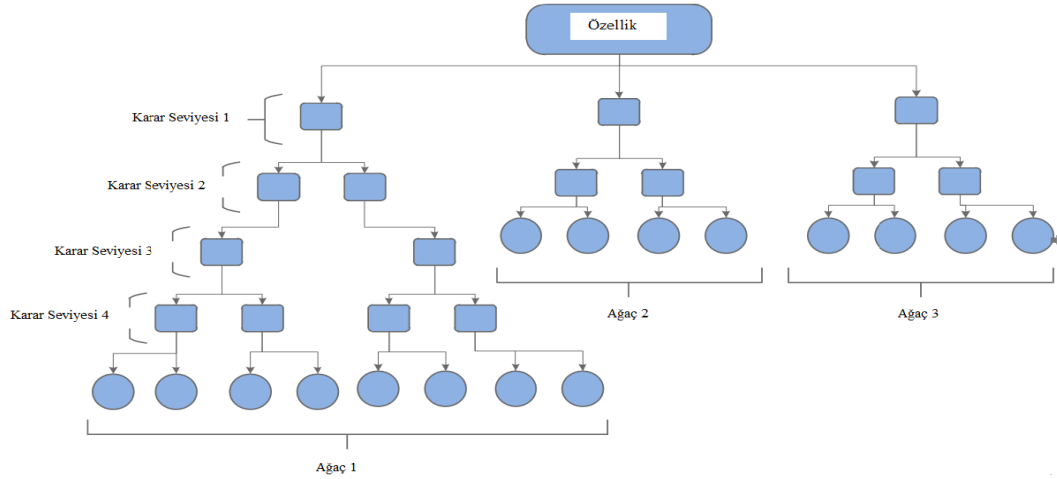 Özellik
Karar Seviyesi 1
Karar Seviyesi 2
Karar Seviyesi 3
Karar Seviyesi 4
Ağaç 2
Ağaç 3
Ağaç 1